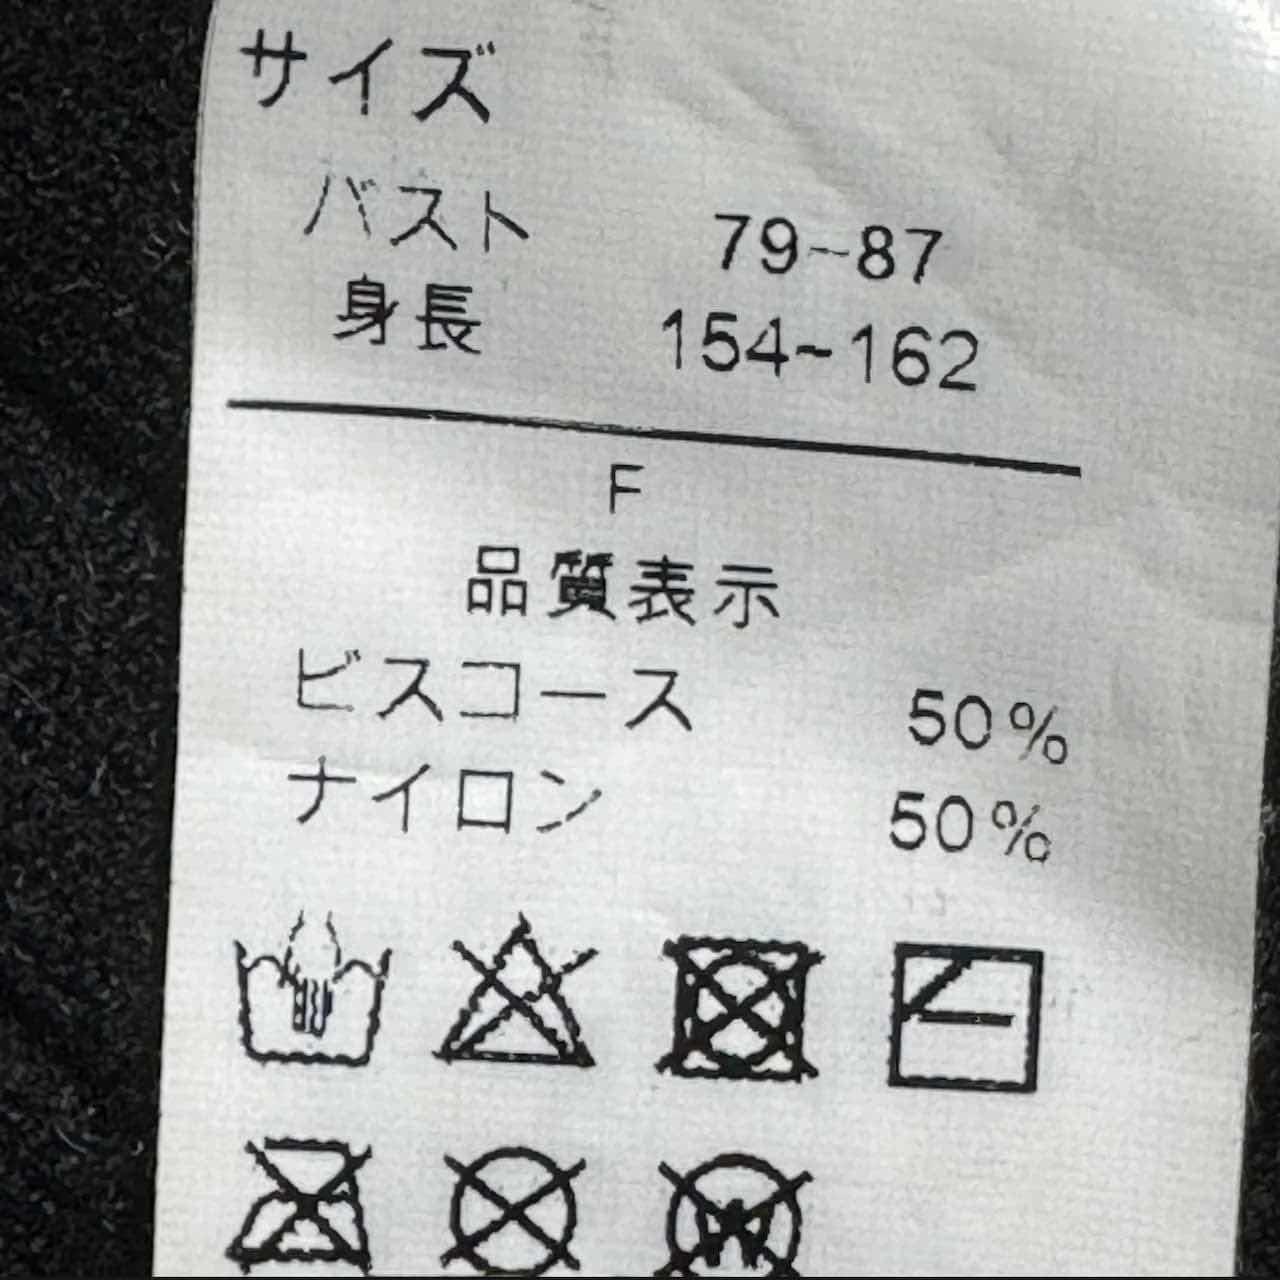 サイズ
バスト 79~87
身長 154~162
F
品質表示
ビスコース 50%
ナイロン 50%